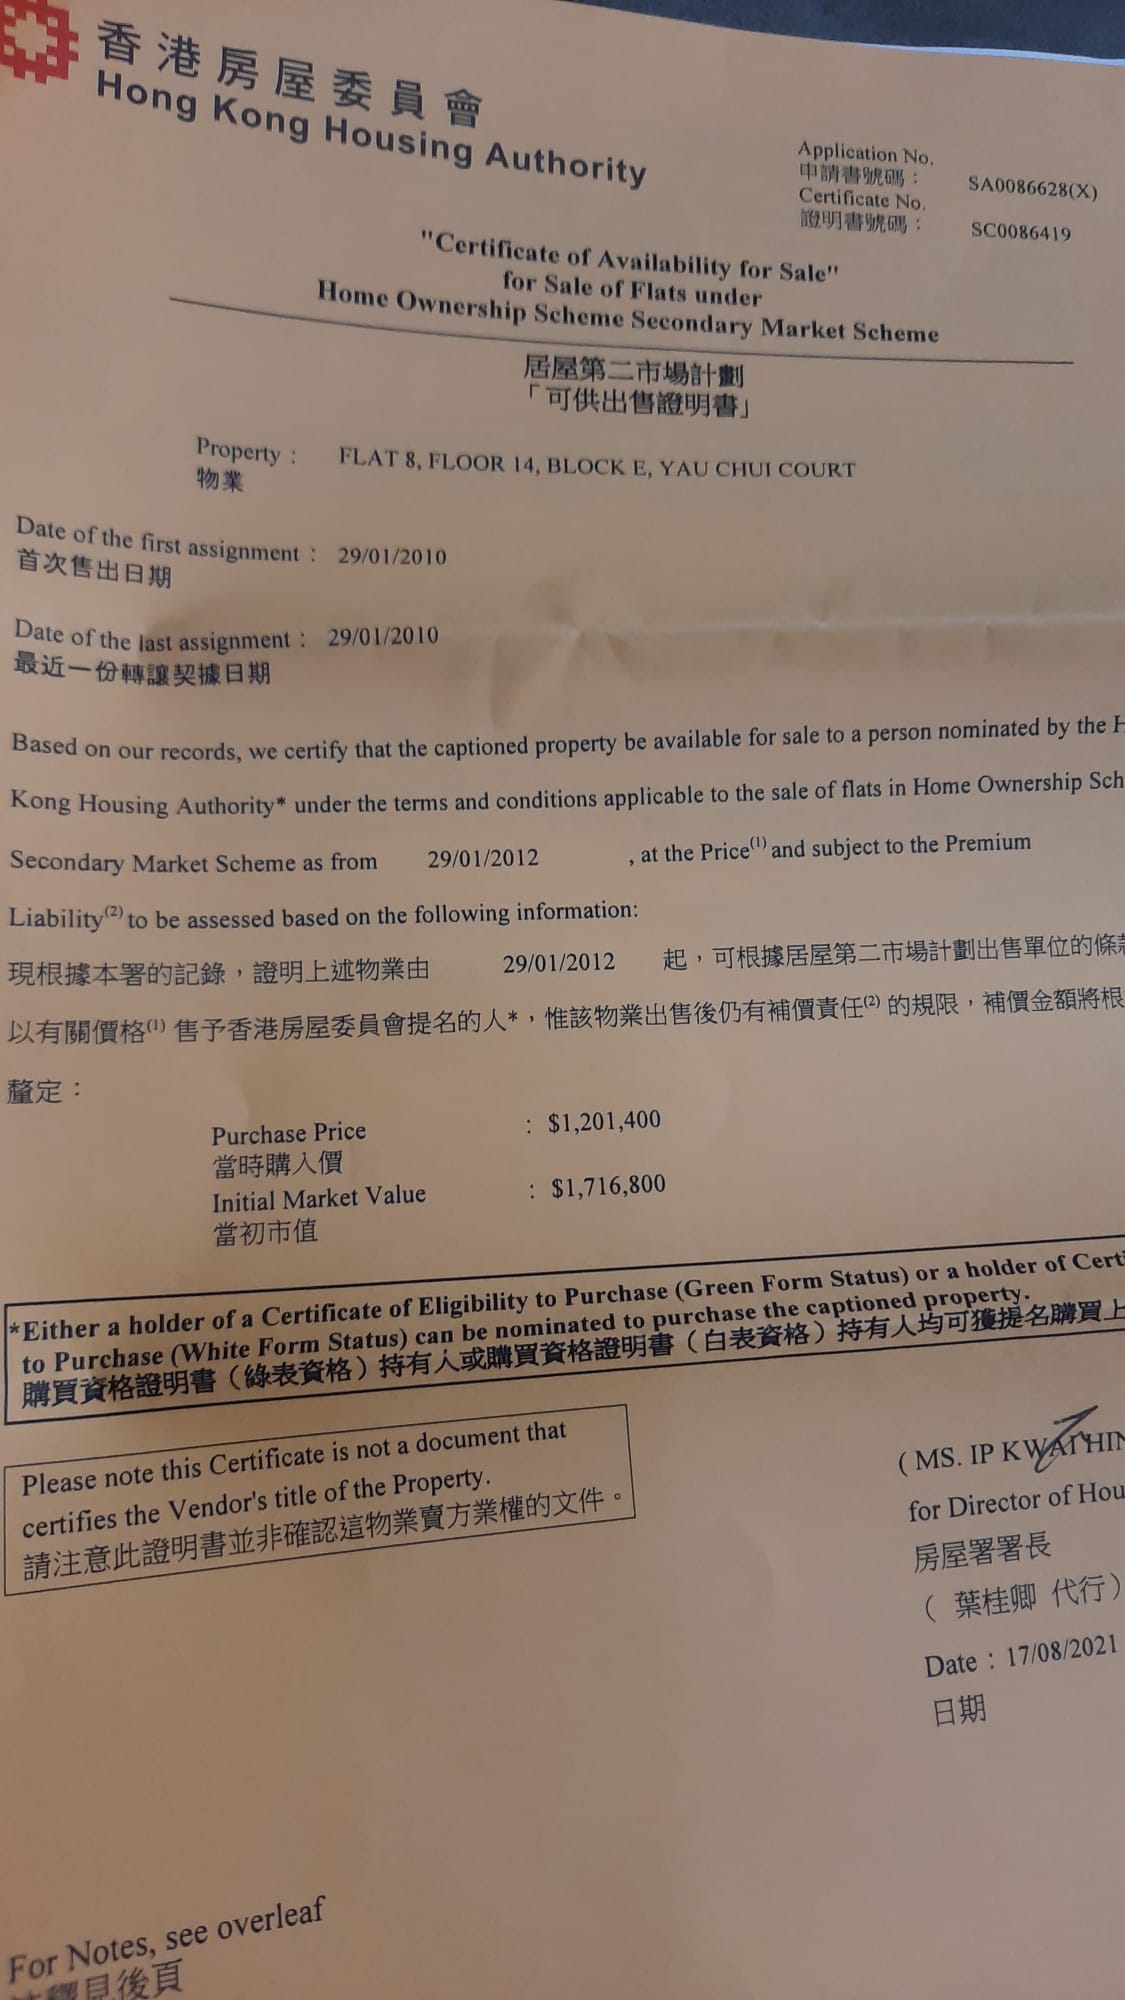 香港房屋委員會
Hong Kong Housing Authority
Application No.
申請書號碼： SA0086628(X)
Certificate No.
證明書號碼： SC0086419
"Certificate of Availability for Sale"
for Sale of Flats under
Home Ownership Scheme Secondary Market Scheme
居屋第二市場計劃
「可供出售證明書」
Property : FLAT 8, FLOOR 14, BLOCK E, YAU CHUI COURT
物業
Date of the first assignment : 29/01/2010
首次售出日期
Date of the last assignment : 29/01/2010
最近一份轉讓契據日期
Based on our records, we certify that the captioned property be available for sale to a person nominated by the
Kong Housing Authority* under the terms and conditions applicable to the sale of flats in Home Ownership Sch
Secondary Market Scheme as from 29/01/2012 , at the Price(1) and subject to the Premium
Liability(2) to be assessed based on the following information:
現根據本署的記錄，證明上述物業由 29/01/2012 起，可根據居屋第二市場計劃出售單位的條
以有關價格(1) 售予香港房屋委員會提名的人*，惟該物業出售後仍有補價責任(2) 的規限，補價金額將根
釐定：
Purchase Price : $1,201,400
當時購入價
Initial Market Value : $1,716,800
當初市值
*Either a holder of a Certificate of Eligibility to Purchase (Green Form Status) or a holder of Certi
to Purchase (White Form Status) can be nominated to purchase the captioned property.
購買資格證明書（綠表資格）持有人或購買資格證明書（白表資格）持有人均可獲提名購買上
Please note this Certificate is not a document that
certifies the Vendor's title of the Property.
請注意此證明書並非確認這物業賣方業權的文件。
( MS. IP KWAI HIN
for Director of Hou
房屋署署長
（ 葉桂卿 代行）
Date : 17/08/2021
日期
For Notes, see overleaf
註釋見後頁